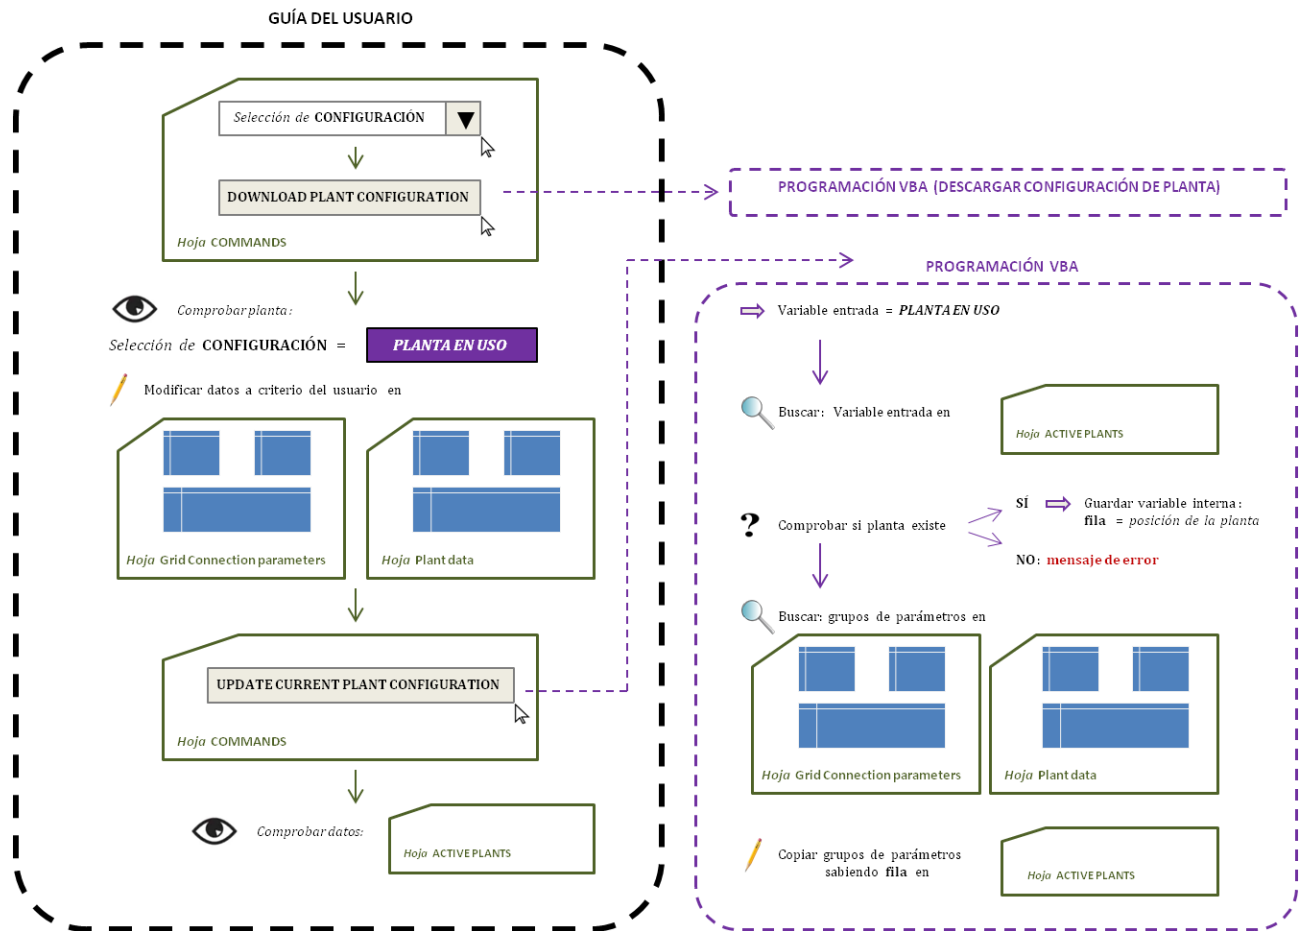 GUÍA DEL USUARIO
Selección de CONFIGURACIÓN
DOWNLOAD PLANT CONFIGURATION
Hoja COMMANDS
Comprobar planta:
Selección de CONFIGURACIÓN =
PLANTA EN USO
Modificar datos a criterio del usuario en
Hoja Grid Connection parameters
Hoja Plant data
UPDATE CURRENT PLANT CONFIGURATION
Hoja COMMANDS
Comprobar datos:
Hoja ACTIVE PLANTS
PROGRAMACIÓN VBA (DESCARGAR CONFIGURACIÓN DE PLANTA)
PROGRAMACIÓN VBA
Variable entrada = PLANTA EN USO
Buscar: Variable entrada en
Hoja ACTIVE PLANTS
?
Comprobar si planta existe
SÍ
Guardar variable interna:
fila = posición de la planta
NO: mensaje de error
Buscar: grupos de parámetros en
Hoja Grid Connection parameters
Hoja Plant data
Copiar grupos de parámetros
sabiendo fila en
Hoja ACTIVE PLANTS